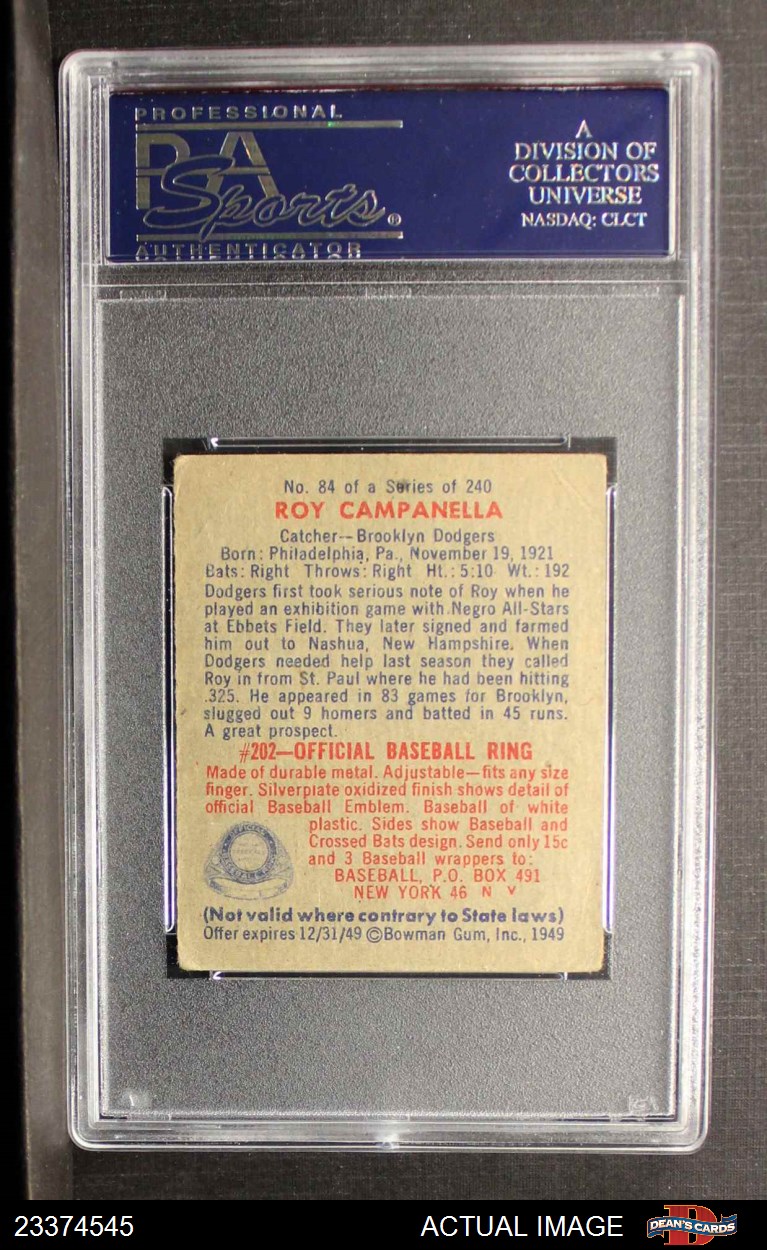 PROFESSIONAL
PSA
Sports®
AUTHENTICATOR
A
DIVISION OF
COLLECTORS
UNIVERSE
NASDAQ: CLCT
No. 84 of a Series of 240
ROY CAMPANELLA
Catcher--Brooklyn Dodgers
Born: Philadelphia, Pa., November 19, 1921
Bats: Right Throws: Right Ht.: 5:10 Wt.: 192
Dodgers first took serious note of Roy when he
played an exhibition game with Negro All-Stars
at Ebbets Field. They later signed and farmed
him out to Nashua, New Hampshire. When
Dodgers needed help last season they called
Roy in from St. Paul where he had been hitting
.325. He appeared in 83 games for Brooklyn,
slugged out 9 homers and batted in 45 runs.
A great prospect.
#202—OFFICIAL BASEBALL RING
Made of durable metal. Adjustable—fits any size
finger. Silverplate oxidized finish shows detail of
official Baseball Emblem. Baseball of white
plastic. Sides show Baseball and
Crossed Bats design. Send only 15c
and 3 Baseball wrappers to:
BASEBALL, P.O. BOX 491
NEW YORK 46 N Y
(Not valid where contrary to State laws)
Offer expires 12/31/49 ©Bowman Gum, Inc., 1949
23374545
ACTUAL IMAGE
DEAN'S CARDS